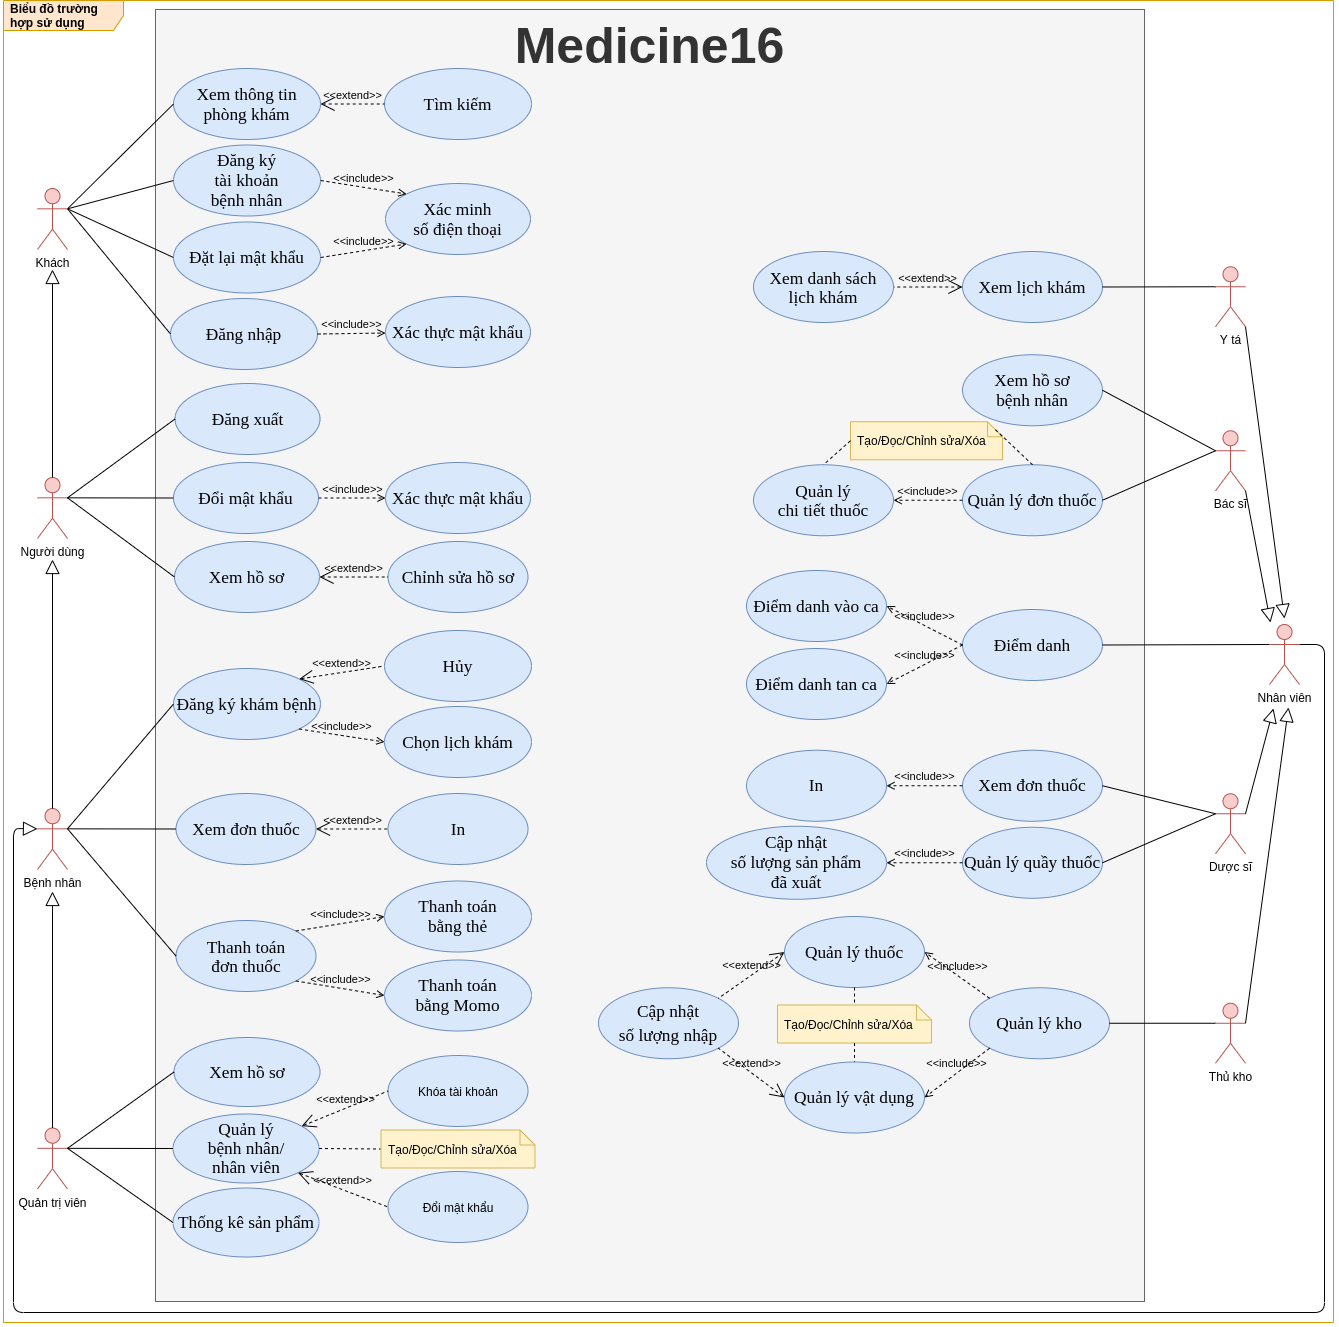 Biểu đồ trường
hợp sử dụng
Medicine16
Xem thông tin
phòng khám
<<extend>>
Tìm kiếm
Đăng ký
tài khoản
bệnh nhân
<<include>>
Xác minh
số điện thoại
Đặt lại mật khẩu
<<include>>
Khách
Đăng nhập
<<include>>
Xác thực mật khẩu
Đăng xuất
Đổi mật khẩu
<<include>>
Xác thực mật khẩu
Người dùng
Xem hồ sơ
<<extend>>
Chỉnh sửa hồ sơ
Đăng ký khám bệnh
<<extend>>
Hủy
<<include>>
Chọn lịch khám
Xem đơn thuốc
<<extend>>
In
Bệnh nhân
Thanh toán
đơn thuốc
<<include>>
Thanh toán
bằng thẻ
<<include>>
Thanh toán
bằng Momo
Xem hồ sơ
Quản lý
bệnh nhân/
nhân viên
<<extend>>
Khóa tài khoản
Tạo/Đọc/Chỉnh sửa/Xóa
<<extend>>
Đổi mật khẩu
Quản trị viên
Thống kê sản phẩm
Xem danh sách
lịch khám
<<extend>>
Xem lịch khám
Y tá
Xem hồ sơ
bệnh nhân
Tạo/Đọc/Chỉnh sửa/Xóa
Quản lý
chi tiết thuốc
<<include>>
Quản lý đơn thuốc
Bác sĩ
Điểm danh vào ca
<<include>>
Điểm danh
<<include>>
Điểm danh tan ca
Nhân viên
In
<<include>>
Xem đơn thuốc
Cập nhật
số lượng sản phẩm
đã xuất
<<include>>
Quản lý quầy thuốc
Dược sĩ
Quản lý thuốc
<<extend>>
<<include>>
Cập nhật
số lượng nhập
Tạo/Đọc/Chỉnh sửa/Xóa
Quản lý kho
<<extend>>
<<include>>
Quản lý vật dụng
Thủ kho